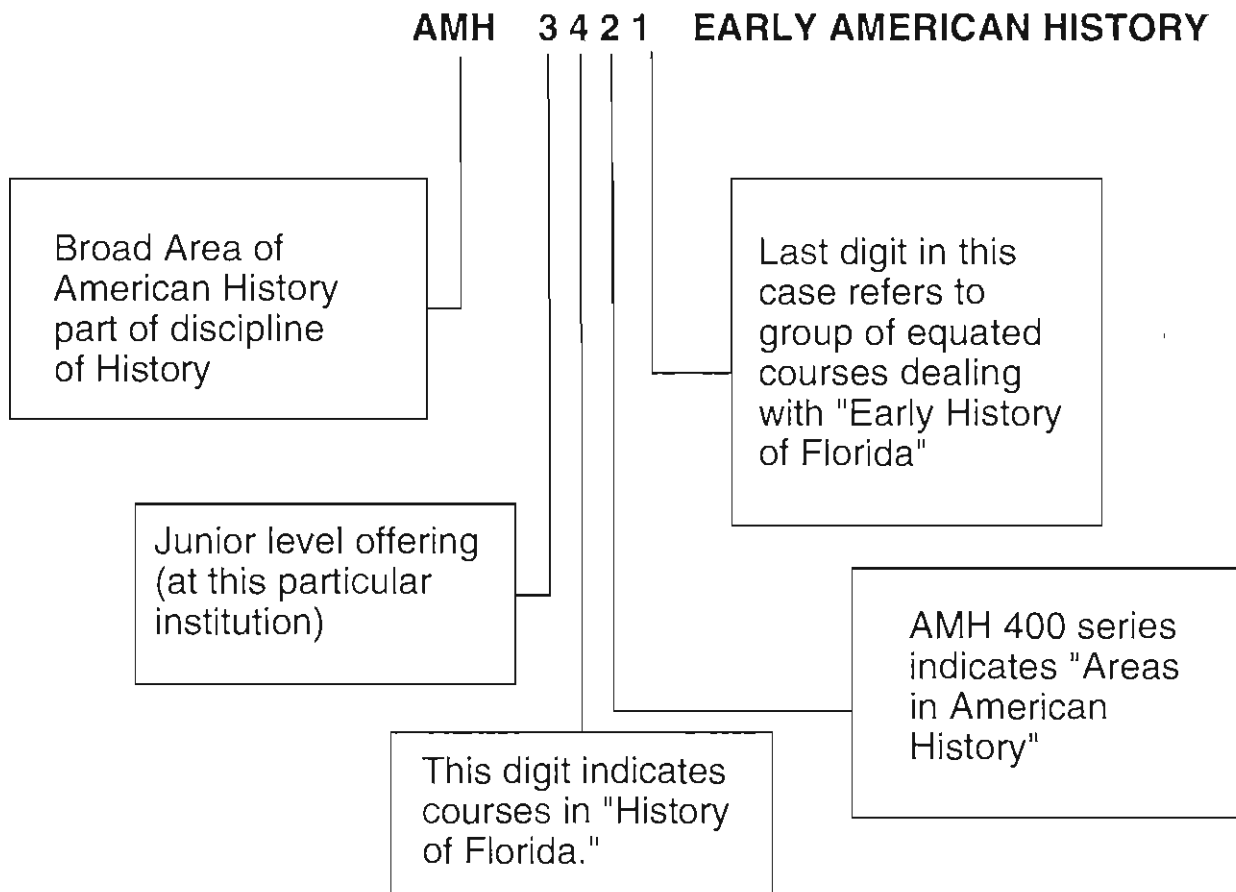 AMH 3 4 2 1 EARLY AMERICAN HISTORY
Broad Area of
American History
part of discipline
of History
Last digit in this
case refers to
group of equated
courses dealing
with "Early History
of Florida"
Junior level offering
(at this particular
institution)
AMH 400 series
indicates "Areas
in American
History"
This digit indicates
courses in "History
of Florida."